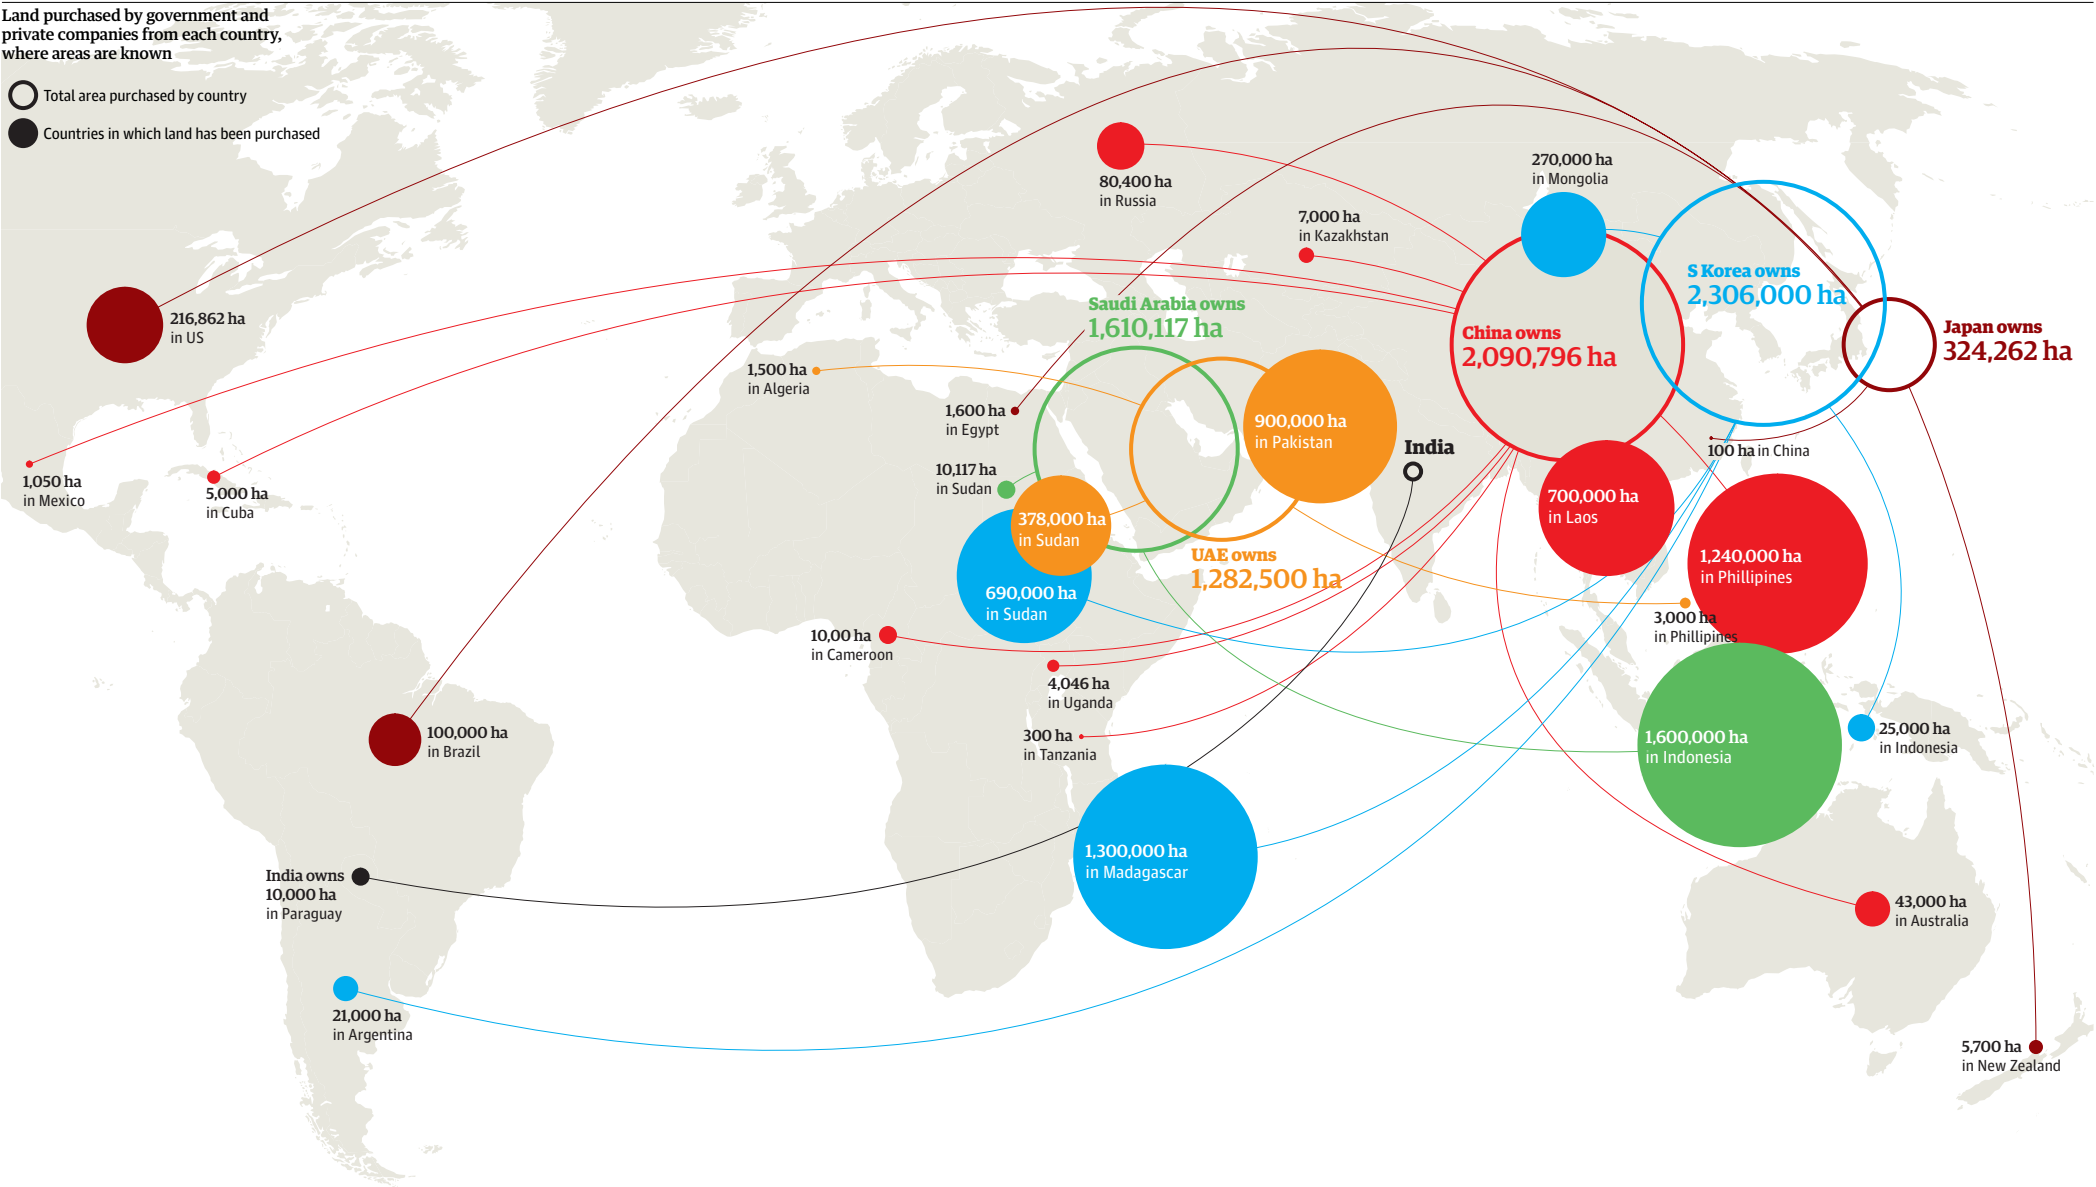 Land purchased by government and
private companies from each country,
where areas are known
Total area purchased by country
Countries in which land has been purchased
80,400 ha
in Russia
270,000 ha
in Mongolia
7,000 ha
in Kazakhstan
S Korea owns
2,306,000 ha
Saudi Arabia owns
1,610,117 ha
China owns
2,090,796 ha
Japan owns
324,262 ha
216,862 ha
in US
1,500 ha
in Algeria
1,600 ha
in Egypt
900,000 ha
in Pakistan
India
100 ha in China
1,050 ha
in Mexico
5,000 ha
in Cuba
10,117 ha
in Sudan
378,000 ha
in Sudan
700,000 ha
in Laos
UAE owns
1,282,500 ha
1,240,000 ha
in Phillipines
690,000 ha
in Sudan
3,000 ha
in Phillipines
10,00 ha
in Cameroon
4,046 ha
in Uganda
300 ha
in Tanzania
100,000 ha
in Brazil
1,600,000 ha
in Indonesia
25,000 ha
in Indonesia
1,300,000 ha
in Madagascar
India owns
10,000 ha
in Paraguay
43,000 ha
in Australia
21,000 ha
in Argentina
5,700 ha
in New Zealand